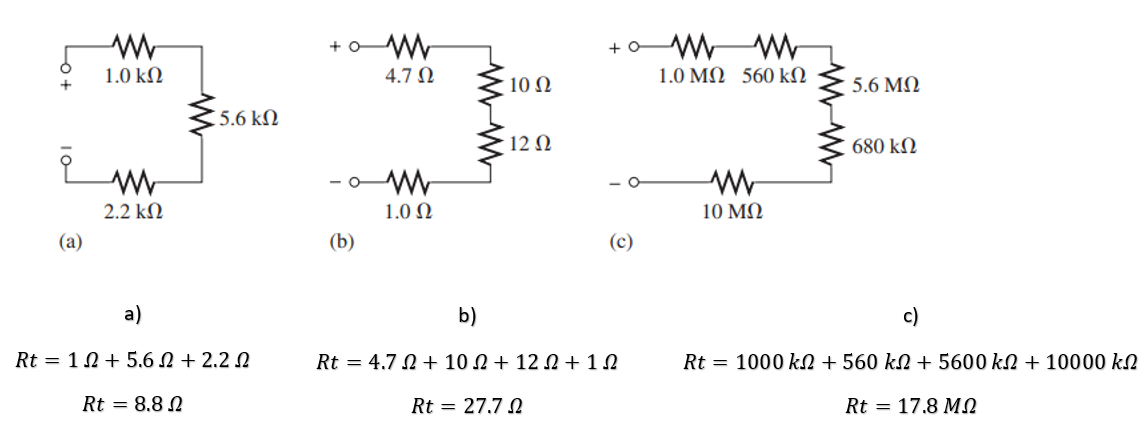 + 1.0 kΩ
5.6 kΩ
−
2.2 kΩ
(a)
+
4.7 Ω
10 Ω
12 Ω
−
1.0 Ω
(b)
+
1.0 MΩ 560 kΩ
5.6 MΩ
680 kΩ
−
10 MΩ
(c)
a)
Rt = 1 Ω + 5.6 Ω + 2.2 Ω
Rt = 8.8 Ω
b)
Rt = 4.7 Ω + 10 Ω + 12 Ω + 1 Ω
Rt = 27.7 Ω
c)
Rt = 1000 kΩ + 560 kΩ + 5600 kΩ + 10000 kΩ
Rt = 17.8 MΩ